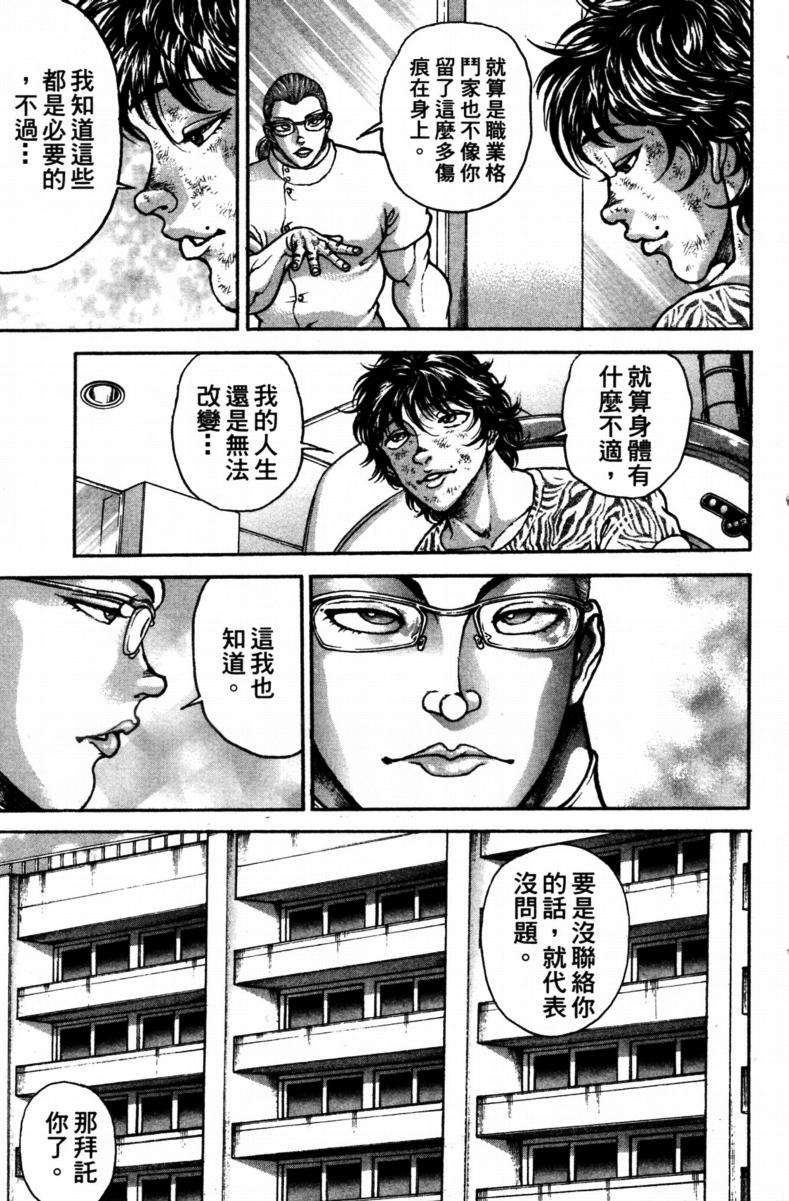 就算是職業格
鬥家也不像你
留了這麼多傷
痕在身上。
我知道這些
都是必要的
，不過…
就算身體有
什麼不適，
我的人生
還是無法
改變…
這我也
知道。
要是沒聯絡你
的話，就代表
沒問題。
那拜託
你了。